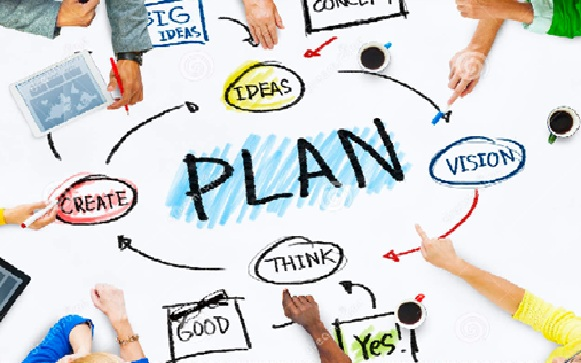 BIG
IDEAS
CONCEPT
IDEAS
PLAN
VISION
CREATE
THINK
GOOD
Yes!